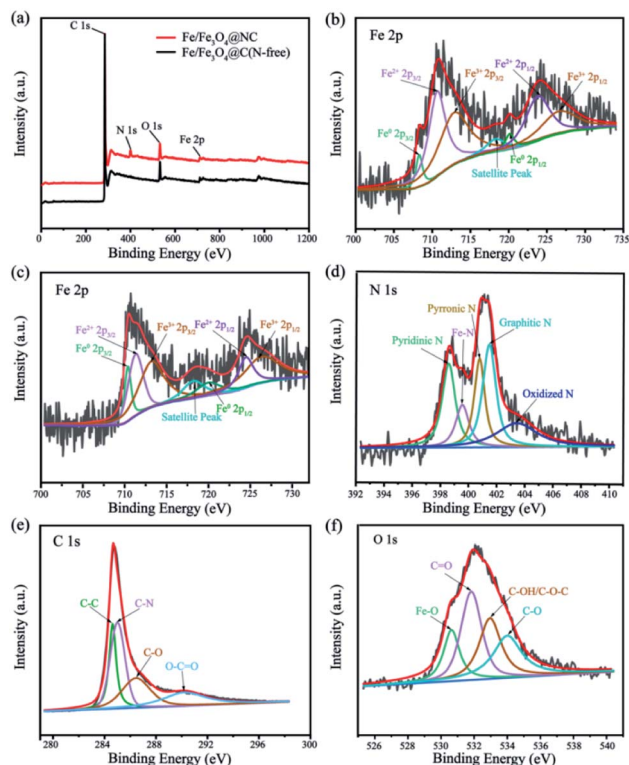 (a)
C 1s
Fe/Fe₃O₄@NC
Fe/Fe₃O₄@C(N-free)
N 1s
O 1s
Fe 2p
Intensity (a.u.)
0 200 400 600 800 1000 1200
Binding Energy (eV)
(b)
Fe 2p
Fe²⁺ 2p₃/₂
Fe³⁺ 2p₃/₂
Fe²⁺ 2p₁/₂
Fe³⁺ 2p₁/₂
Fe⁰ 2p₃/₂
Fe⁰ 2p₁/₂
Satellite Peak
Intensity (a.u.)
700 705 710 715 720 725 730 735
Binding Energy (eV)
(c)
Fe 2p
Fe²⁺ 2p₃/₂
Fe³⁺ 2p₃/₂
Fe²⁺ 2p₁/₂
Fe³⁺ 2p₁/₂
Fe⁰ 2p₃/₂
Fe⁰ 2p₁/₂
Satellite Peak
Intensity (a.u.)
700 705 710 715 720 725 730
Binding Energy (eV)
(d)
N 1s
Pyrronic N
Graphitic N
Fe-N
Pyridinic N
Oxidized N
Intensity (a.u.)
392 394 396 398 400 402 404 406 408 410
Binding Energy (eV)
(e)
C 1s
C-C
C-N
C-O
O-C=O
Intensity (a.u.)
280 284 288 292 296 300
Binding Energy (eV)
(f)
O 1s
C=O
C-OH/C-O-C
Fe-O
C-O
Intensity (a.u.)
526 528 530 532 534 536 538 540
Binding Energy (eV)